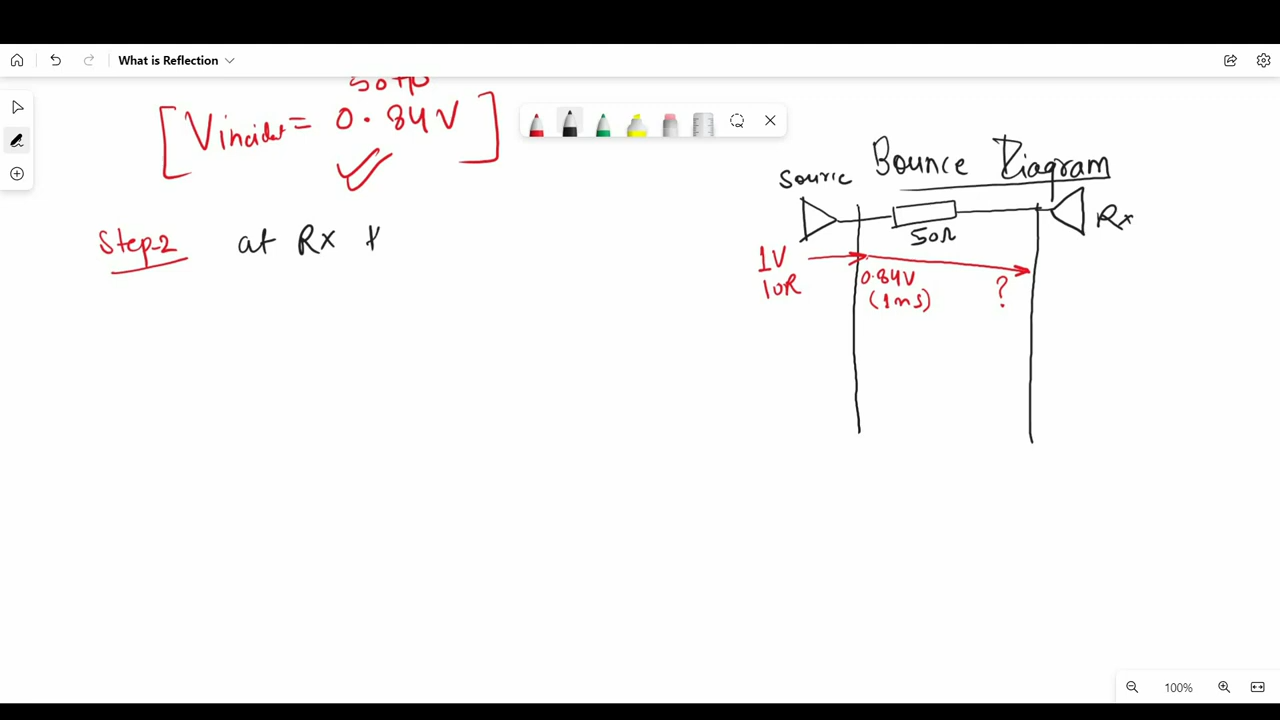 What is Reflection
[Vincident = 0.84V]
Step-2 at Rx
Bounce Diagram
Source
Rx
50Ω
1V
10R
0.84V
(1ns)
?
100%